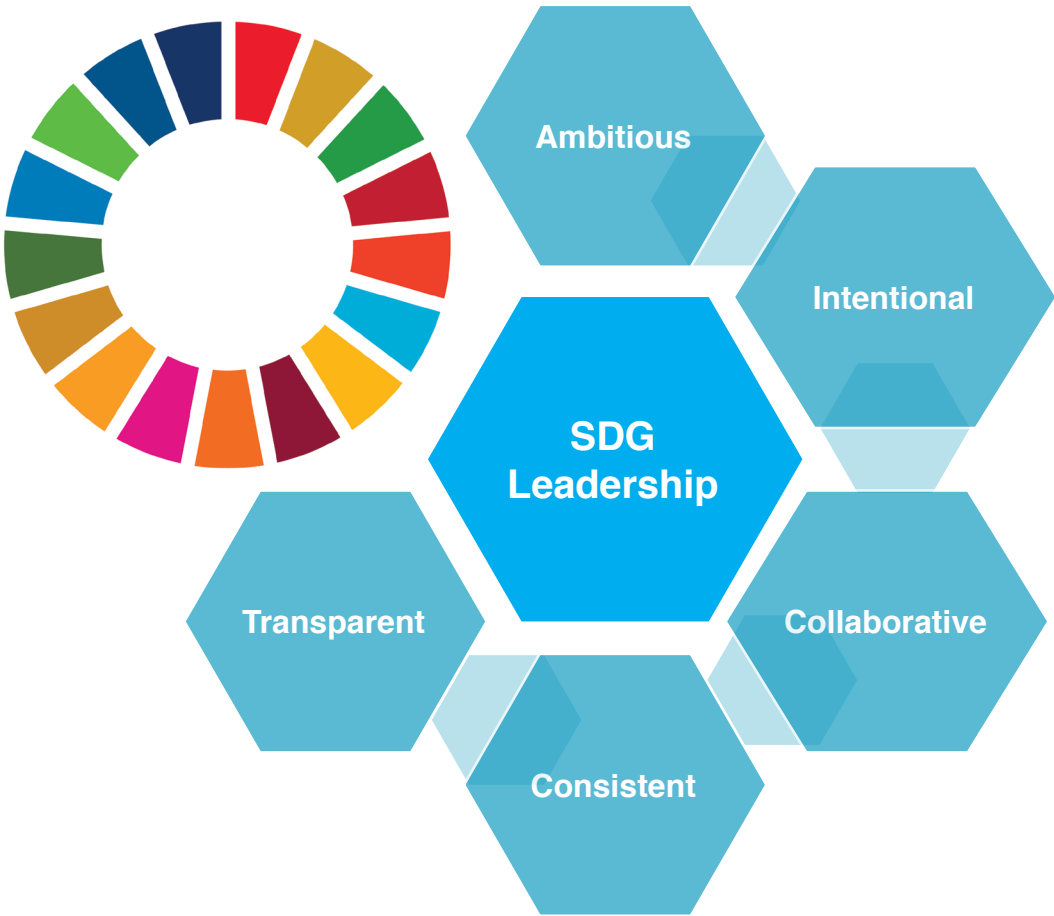 Ambitious
Intentional
SDG
Leadership
Collaborative
Transparent
Consistent